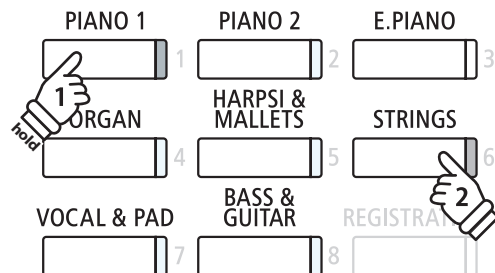 PIANO 1 PIANO 2 E.PIANO
1 2 3
1
hold
ORGAN HARPSI & MALLETS STRINGS
4 5 6
2
VOCAL & PAD BASS & GUITAR
7 8